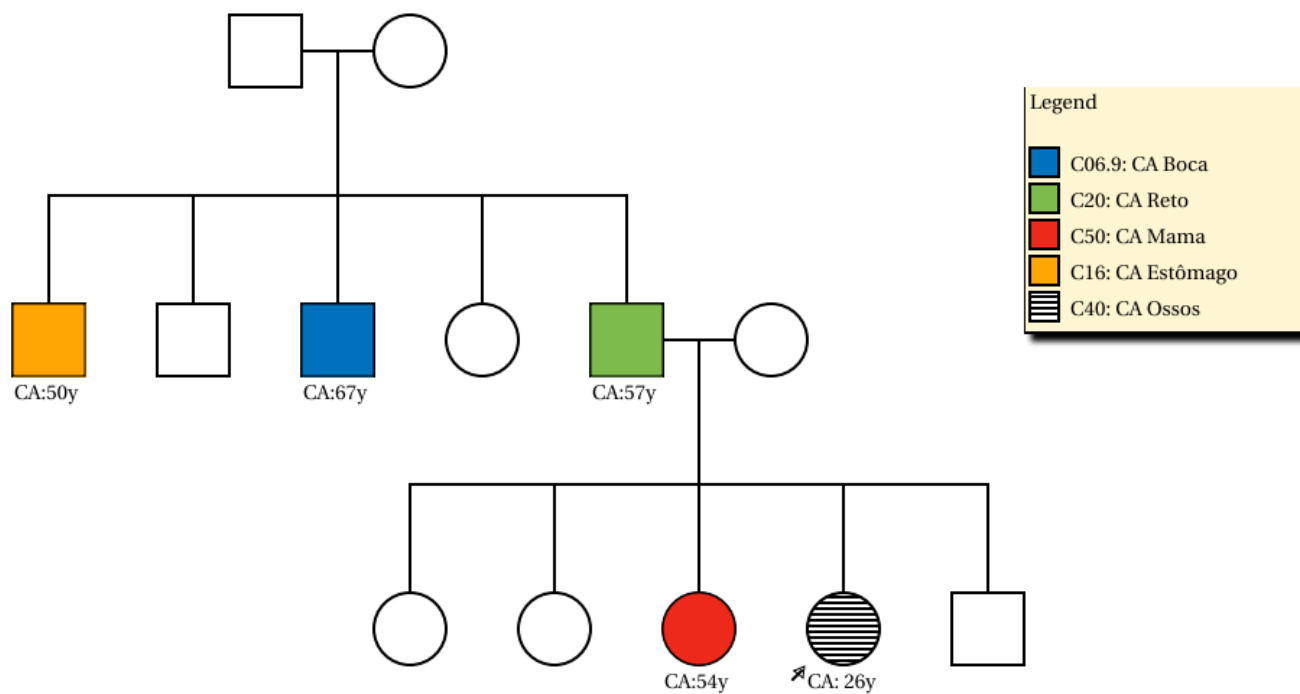 Legend
C06.9: CA Boca
C20: CA Reto
C50: CA Mama
C16: CA Estômago
C40: CA Ossos
CA:50y
CA:67y
CA:57y
CA:54y
CA: 26y